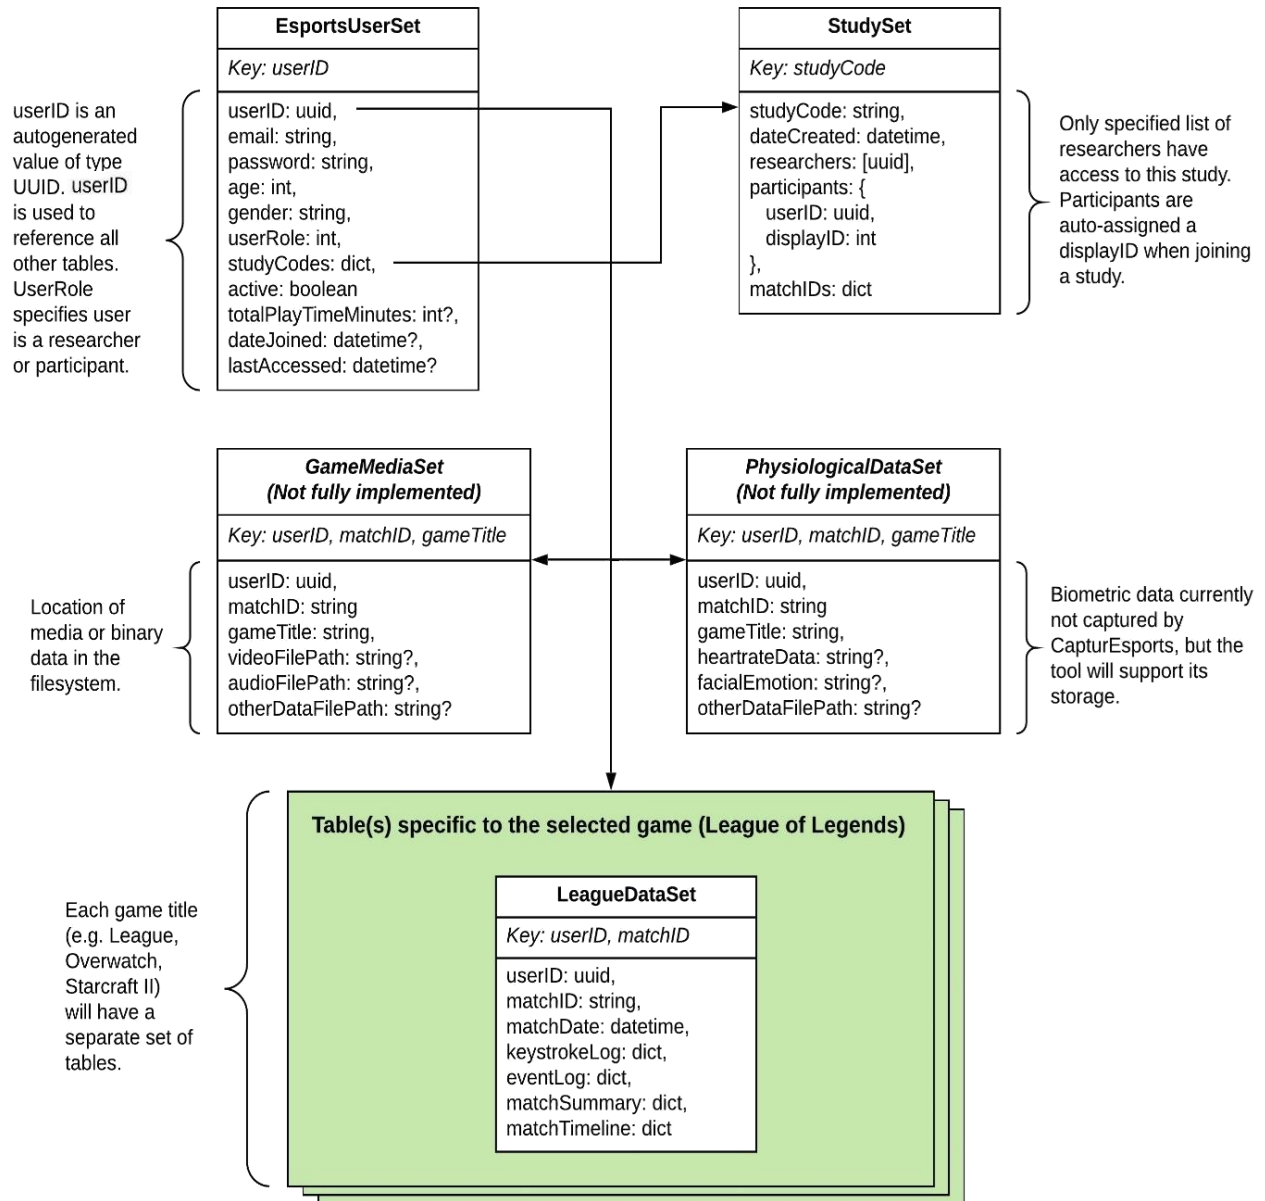 EsportsUserSet
Key: userID
userID: uuid,
email: string,
password: string,
age: int,
gender: string,
userRole: int,
studyCodes: dict,
active: boolean
totalPlayTimeMinutes: int?,
dateJoined: datetime?,
lastAccessed: datetime?
userID is an
autogenerated
value of type
UUID. userID
is used to
reference all
other tables.
UserRole
specifies user
is a researcher
or participant.
StudySet
Key: studyCode
studyCode: string,
dateCreated: datetime,
researchers: [uuid],
participants: {
userID: uuid,
displayID: int
},
matchIDs: dict
Only specified list of
researchers have
access to this study.
Participants are
auto-assigned a
displayID when joining
a study.
GameMediaSet
(Not fully implemented)
Key: userID, matchID, gameTitle
userID: uuid,
matchID: string
gameTitle: string,
videoFilePath: string?,
audioFilePath: string?,
otherDataFilePath: string?
Location of
media or binary
data in the
filesystem.
PhysiologicalDataSet
(Not fully implemented)
Key: userID, matchID, gameTitle
userID: uuid,
matchID: string
gameTitle: string,
heartrateData: string?,
facialEmotion: string?,
otherDataFilePath: string?
Biometric data currently
not captured by
CapturEsports, but the
tool will support its
storage.
Table(s) specific to the selected game (League of Legends)
LeagueDataSet
Key: userID, matchID
userID: uuid,
matchID: string,
matchDate: datetime,
keystrokeLog: dict,
eventLog: dict,
matchSummary: dict,
matchTimeline: dict
Each game title
(e.g. League,
Overwatch,
Starcraft II)
will have a
separate set of
tables.